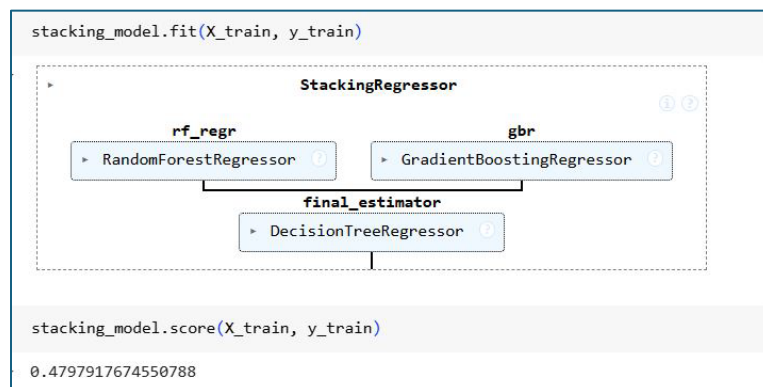 stacking_model.fit(X_train, y_train)
StackingRegressor
rf_regr gbr
RandomForestRegressor ? GradientBoostingRegressor ?
final_estimator
DecisionTreeRegressor ?
stacking_model.score(X_train, y_train)
0.4797917674550788